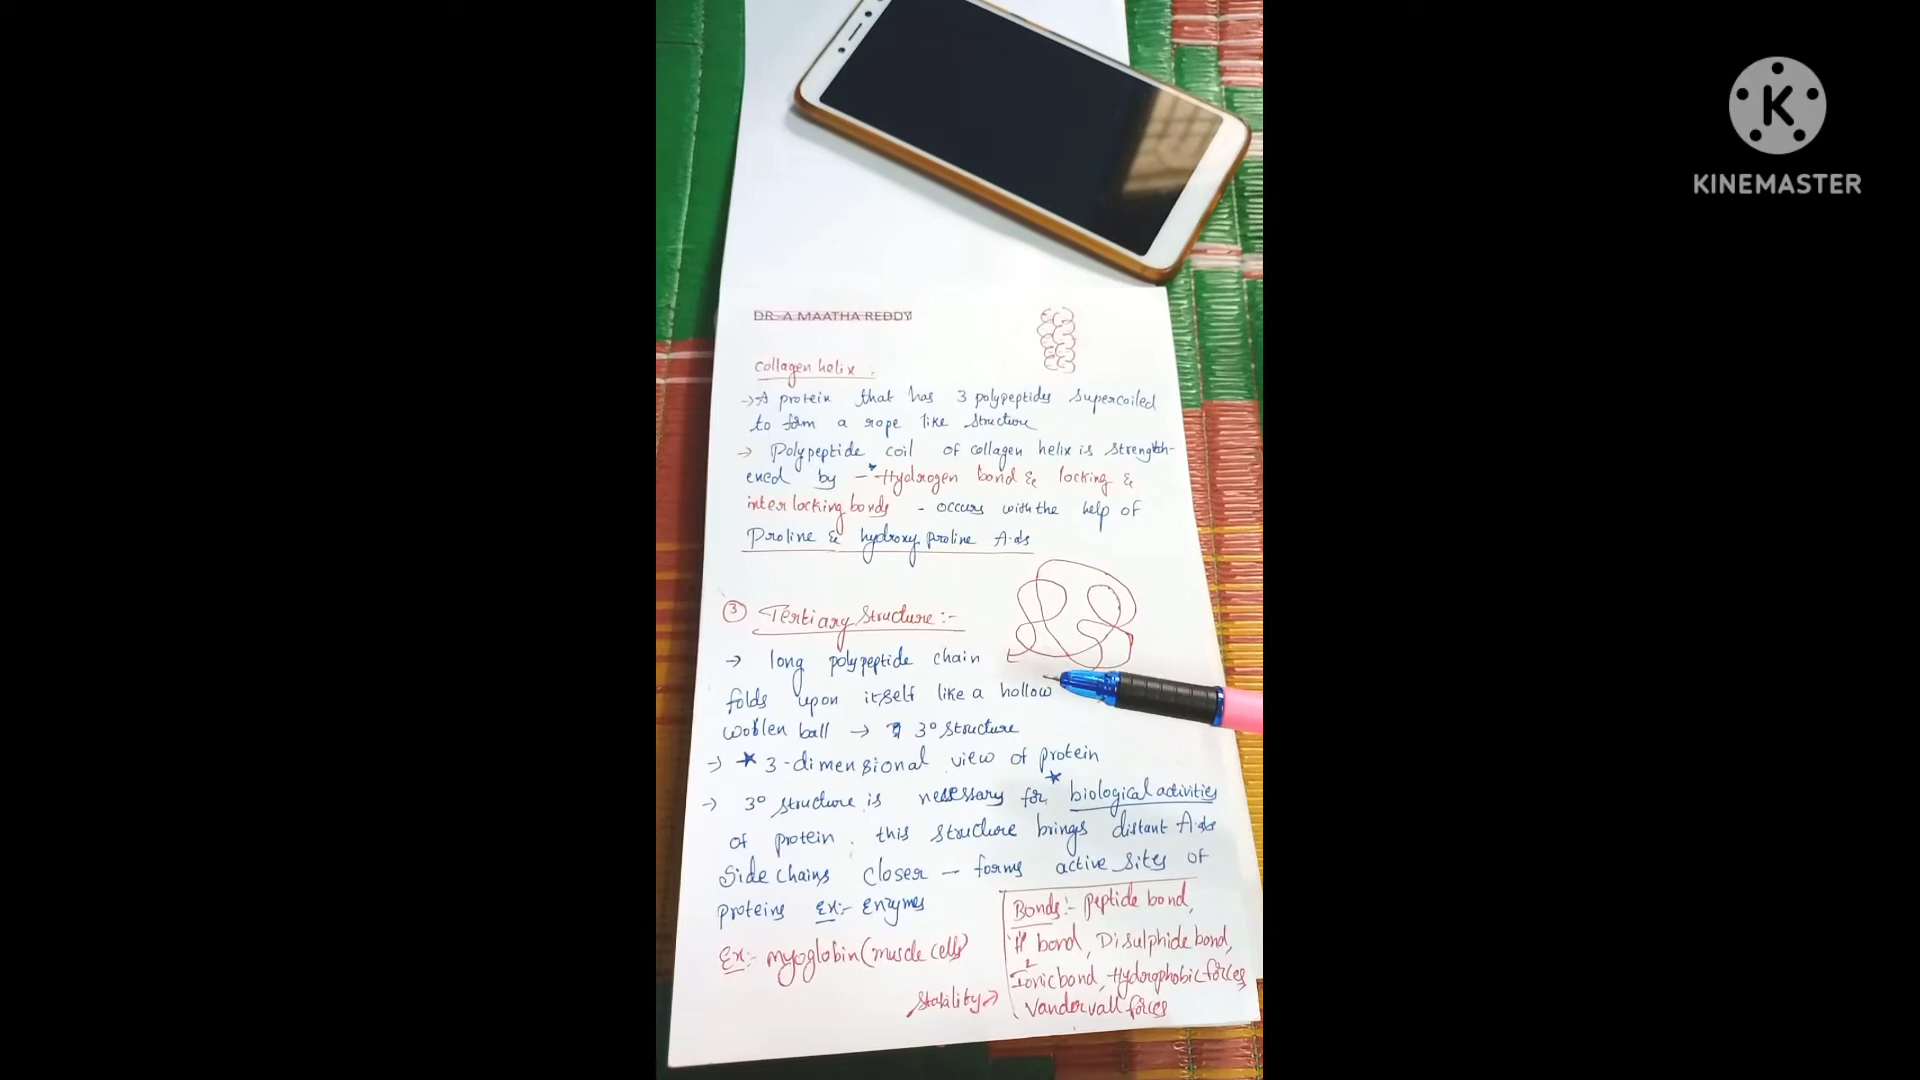 K
KINEMASTER
DR. A MAATHA REDDY
Collagen helix.
→ A protein that has 3 polypeptides supercoiled
to form a rope like structure
→ Polypeptide coil of collagen helix is strength-
ened by - * Hydrogen bond & locking &
inter locking bonds - occurs with the help of
Proline & hydroxy proline A.ds
③ Tertiary structure :-
→ long polypeptide chain
folds upon itself like a hollow
woollen ball → 3° structure
→ * 3-dimensional view of protein
→ 3° structure is necessary for * biological activities
of protein. this structure brings distant A.ds
side chains closer - forms active sites of
proteins Ex:- Enzymes
Ex:- myoglobin (muscle cells)
Bonds:- peptide bond,
H bond, Disulphide bond,
Ionic bond, Hydrophobic forces,
Vandervall forces
Stability →